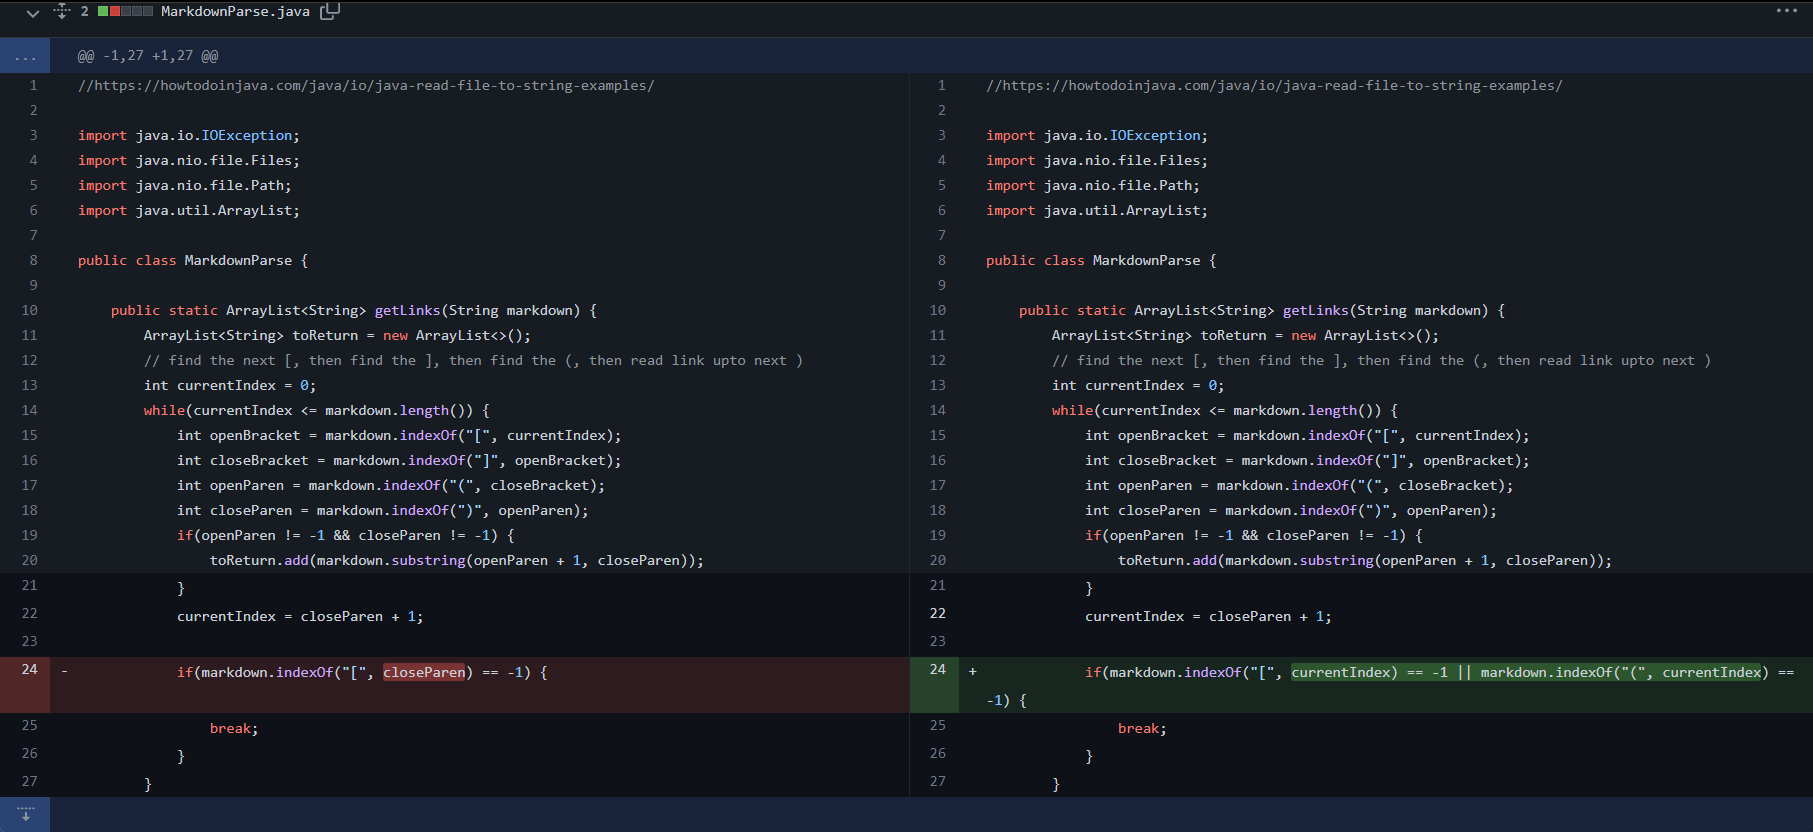 2 MarkdownParse.java
@@ -1,27 +1,27 @@
1 //https://howtodoinjava.com/java/io/java-read-file-to-string-examples/
2
3 import java.io.IOException;
4 import java.nio.file.Files;
5 import java.nio.file.Path;
6 import java.util.ArrayList;
7
8 public class MarkdownParse {
9
10 public static ArrayList<String> getLinks(String markdown) {
11 ArrayList<String> toReturn = new ArrayList<>();
12 // find the next [, then find the ], then find the (, then read link upto next )
13 int currentIndex = 0;
14 while(currentIndex <= markdown.length()) {
15 int openBracket = markdown.indexOf("[", currentIndex);
16 int closeBracket = markdown.indexOf("]", openBracket);
17 int openParen = markdown.indexOf("(", closeBracket);
18 int closeParen = markdown.indexOf(")", openParen);
19 if(openParen != -1 && closeParen != -1) {
20 toReturn.add(markdown.substring(openParen + 1, closeParen));
21 }
22 currentIndex = closeParen + 1;
23
24 - if(markdown.indexOf("[", closeParen) == -1) {
25 break;
26 }
27 }
1 //https://howtodoinjava.com/java/io/java-read-file-to-string-examples/
2
3 import java.io.IOException;
4 import java.nio.file.Files;
5 import java.nio.file.Path;
6 import java.util.ArrayList;
7
8 public class MarkdownParse {
9
10 public static ArrayList<String> getLinks(String markdown) {
11 ArrayList<String> toReturn = new ArrayList<>();
12 // find the next [, then find the ], then find the (, then read link upto next )
13 int currentIndex = 0;
14 while(currentIndex <= markdown.length()) {
15 int openBracket = markdown.indexOf("[", currentIndex);
16 int closeBracket = markdown.indexOf("]", openBracket);
17 int openParen = markdown.indexOf("(", closeBracket);
18 int closeParen = markdown.indexOf(")", openParen);
19 if(openParen != -1 && closeParen != -1) {
20 toReturn.add(markdown.substring(openParen + 1, closeParen));
21 }
22 currentIndex = closeParen + 1;
23
24 + if(markdown.indexOf("[", currentIndex) == -1 || markdown.indexOf("(", currentIndex) ==
-1) {
25 break;
26 }
27 }